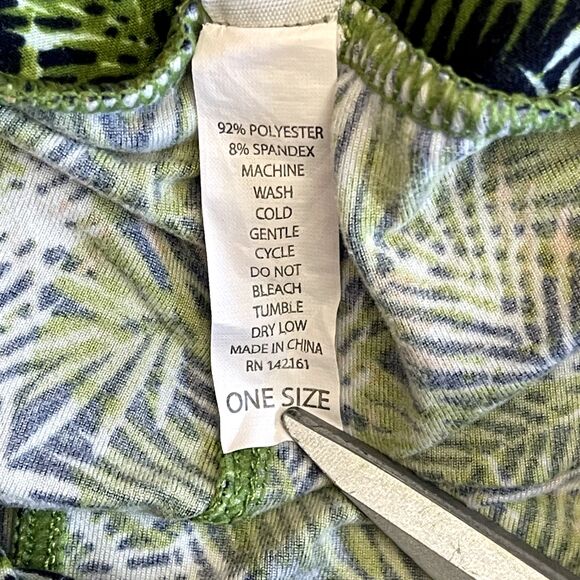 92% POLYESTER
8% SPANDEX
MACHINE
WASH
COLD
GENTLE
CYCLE
DO NOT
BLEACH
TUMBLE
DRY LOW
MADE IN CHINA
RN 142161
ONE SIZE